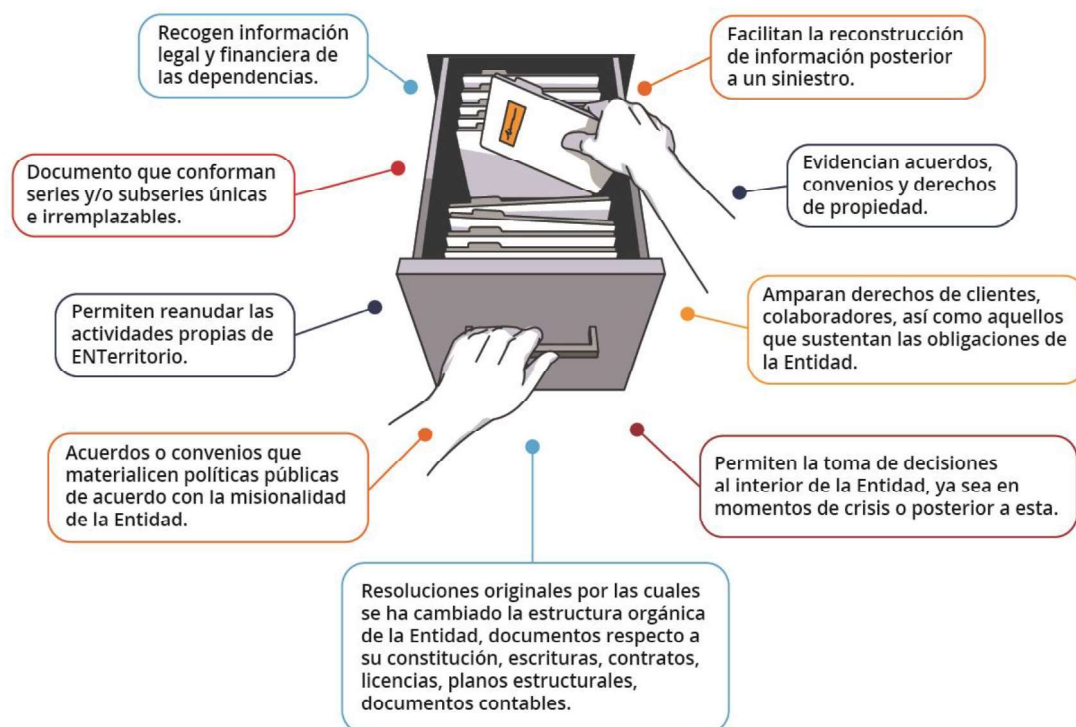 Recogen información
legal y financiera de
las dependencias.
Facilitan la reconstrucción
de información posterior
a un siniestro.
Documento que conforman
series y/o subseries únicas
e irremplazables.
Evidencian acuerdos,
convenios y derechos
de propiedad.
Permiten reanudar las
actividades propias de
ENTerritorio.
Amparan derechos de clientes,
colaboradores, así como aquellos
que sustentan las obligaciones de
la Entidad.
Acuerdos o convenios que
materialicen políticas públicas
de acuerdo con la misionalidad
de la Entidad.
Permiten la toma de decisiones
al interior de la Entidad, ya sea en
momentos de crisis o posterior a esta.
Resoluciones originales por las cuales
se ha cambiado la estructura orgánica
de la Entidad, documentos respecto a
su constitución, escrituras, contratos,
licencias, planos estructurales,
documentos contables.